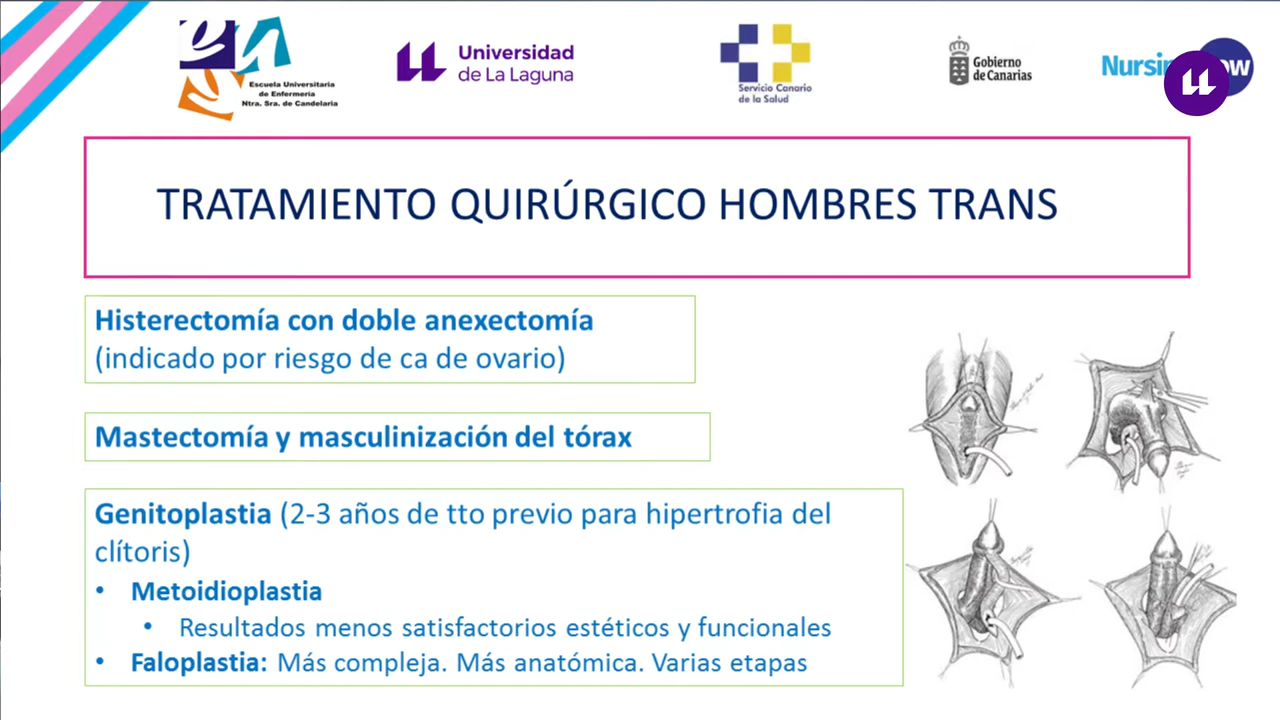 Escuela Universitaria
de Enfermería
Ntra. Sra. de Candelaria
Universidad
de La Laguna
Servicio Canario
de la Salud
Gobierno
de Canarias
TRATAMIENTO QUIRÚRGICO HOMBRES TRANS
Histerectomía con doble anexectomía
(indicado por riesgo de ca de ovario)
Mastectomía y masculinización del tórax
Genitoplastia (2-3 años de tto previo para hipertrofia del
clítoris)
• Metoidioplastia
• Resultados menos satisfactorios estéticos y funcionales
• Faloplastia: Más compleja. Más anatómica. Varias etapas